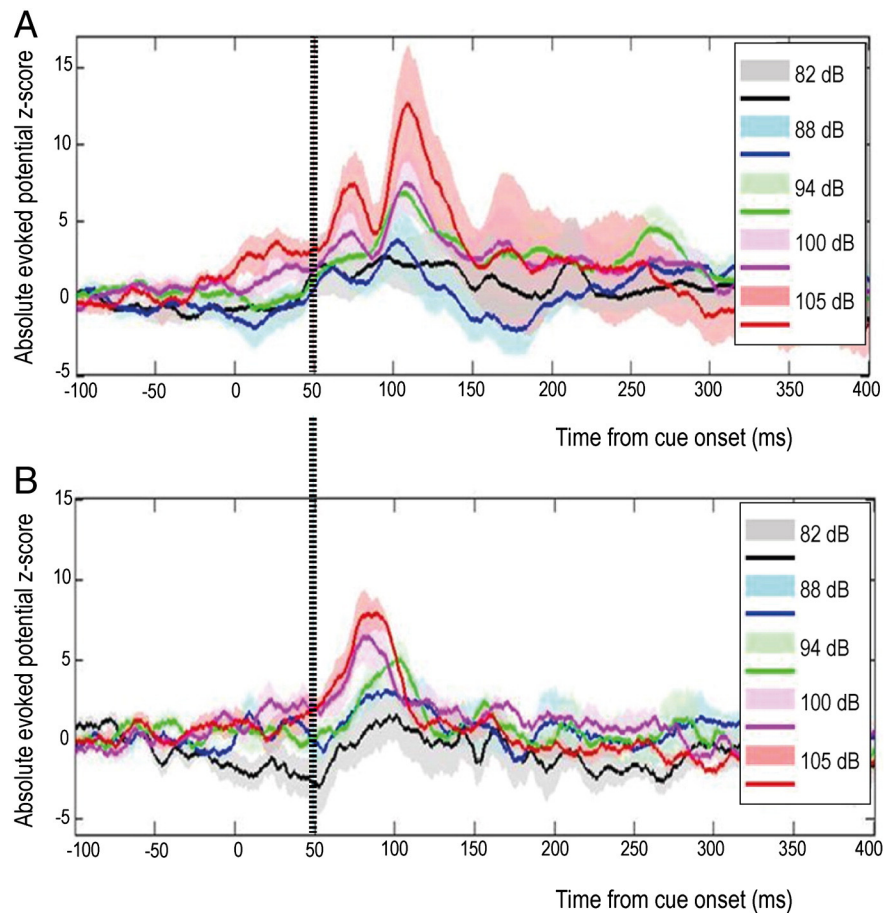 A
Absolute evoked potential z-score
15
10
5
0
-5
-100 -50 0 50 100 150 200 250 300 350 400
Time from cue onset (ms)
82 dB
88 dB
94 dB
100 dB
105 dB
B
Absolute evoked potential z-score
15
10
5
0
-5
-100 -50 0 50 100 150 200 250 300 350 400
Time from cue onset (ms)
82 dB
88 dB
94 dB
100 dB
105 dB